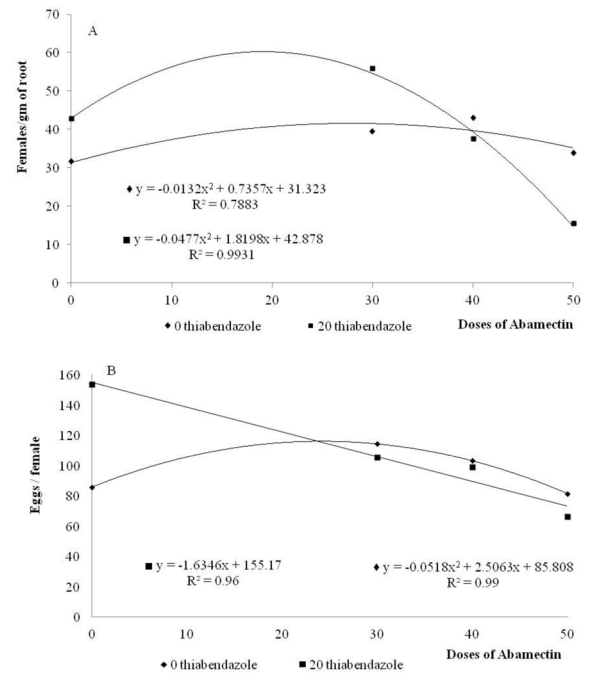 A
70
60
50
40
30
20
10
0
Females/gm of root
♦ y = -0.0132x² + 0.7357x + 31.323
R² = 0.7883
■ y = -0.0477x² + 1.8198x + 42.878
R² = 0.9931
0 10 20 30 40 50
♦ 0 thiabendazole ■ 20 thiabendazole Doses of Abamectin
B
160
140
120
100
80
60
40
20
0
Eggs / female
■ y = -1.6346x + 155.17 ♦ y = -0.0518x² + 2.5063x + 85.808
R² = 0.96 R² = 0.99
0 10 20 30 40 50
Doses of Abamectin
♦ 0 thiabendazole ■ 20 thiabendazole